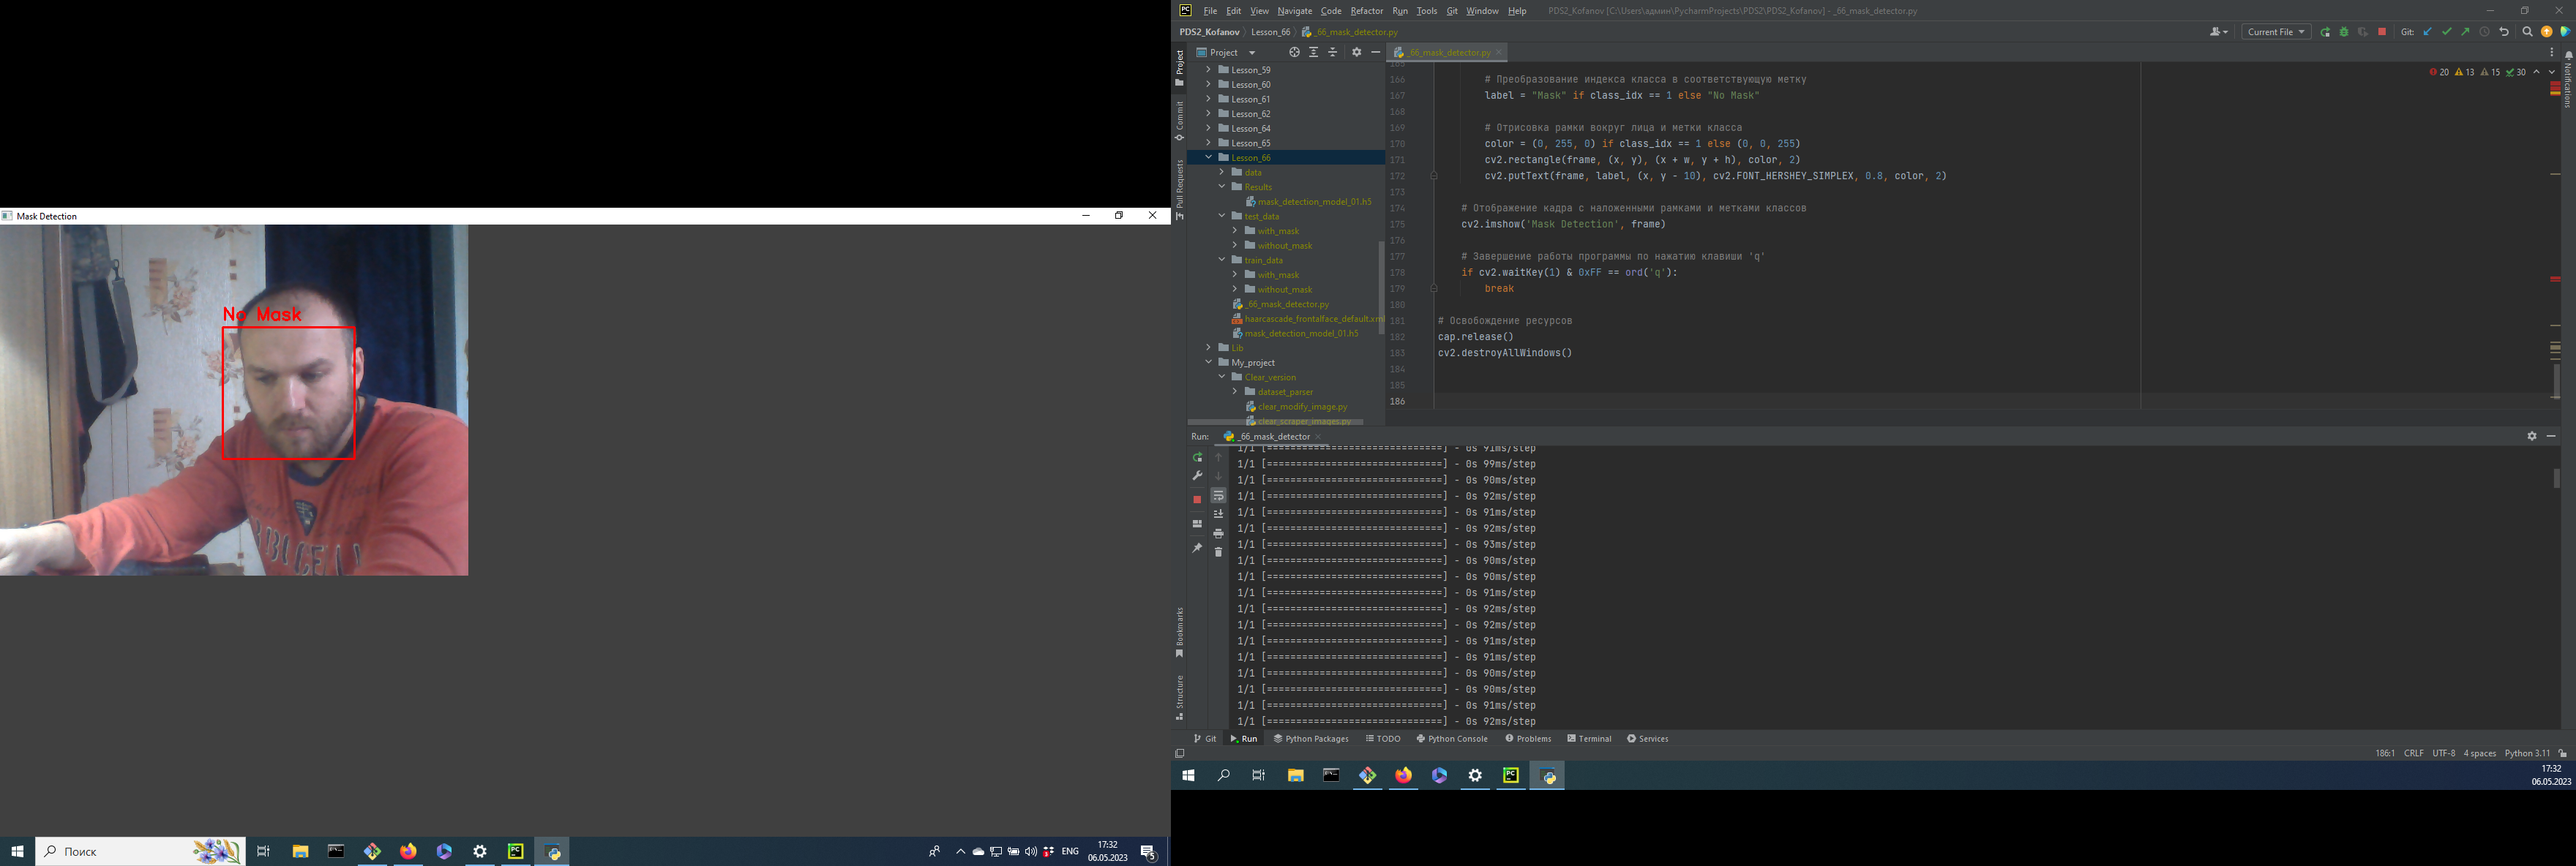 Mask Detection
No Mask
Поиск
ENG
17:32
06.05.2023
5
File Edit View Navigate Code Refactor Run Tools Git Window Help PDS2_Kofanov [C:\Users\админ\PycharmProjects\PDS2\PDS2_Kofanov] - _66_mask_detector.py
PDS2_Kofanov Lesson_66 _66_mask_detector.py
Current File
Git:
Project
Commit
Pull Requests
Bookmarks
Structure
Notifications
Project
Lesson_59
Lesson_60
Lesson_61
Lesson_62
Lesson_64
Lesson_65
Lesson_66
data
Results
mask_detection_model_01.h5
test_data
with_mask
without_mask
train_data
with_mask
without_mask
_66_mask_detector.py
haarcascade_frontalface_default.xml
mask_detection_model_01.h5
Lib
My_project
Clear_version
dataset_parser
clear_modify_image.py
clear_scraper_images.py
_66_mask_detector.py
20 13 15 30
165
166 # Преобразование индекса класса в соответствующую метку
167 label = "Mask" if class_idx == 1 else "No Mask"
168
169 # Отрисовка рамки вокруг лица и метки класса
170 color = (0, 255, 0) if class_idx == 1 else (0, 0, 255)
171 cv2.rectangle(frame, (x, y), (x + w, y + h), color, 2)
172 cv2.putText(frame, label, (x, y - 10), cv2.FONT_HERSHEY_SIMPLEX, 0.8, color, 2)
173
174 # Отображение кадра с наложенными рамками и метками классов
175 cv2.imshow('Mask Detection', frame)
176
177 # Завершение работы программы по нажатию клавиши 'q'
178 if cv2.waitKey(1) & 0xFF == ord('q'):
179 break
180
181 # Освобождение ресурсов
182 cap.release()
183 cv2.destroyAllWindows()
184
185
186
Run: _66_mask_detector
1/1 [==============================] - 0s 91ms/step
1/1 [==============================] - 0s 99ms/step
1/1 [==============================] - 0s 90ms/step
1/1 [==============================] - 0s 92ms/step
1/1 [==============================] - 0s 91ms/step
1/1 [==============================] - 0s 92ms/step
1/1 [==============================] - 0s 93ms/step
1/1 [==============================] - 0s 90ms/step
1/1 [==============================] - 0s 90ms/step
1/1 [==============================] - 0s 91ms/step
1/1 [==============================] - 0s 92ms/step
1/1 [==============================] - 0s 92ms/step
1/1 [==============================] - 0s 91ms/step
1/1 [==============================] - 0s 91ms/step
1/1 [==============================] - 0s 90ms/step
1/1 [==============================] - 0s 90ms/step
1/1 [==============================] - 0s 91ms/step
1/1 [==============================] - 0s 92ms/step
Git Run Python Packages TODO Python Console Problems Terminal Services
186:1 CRLF UTF-8 4 spaces Python 3.11
17:32
06.05.2023